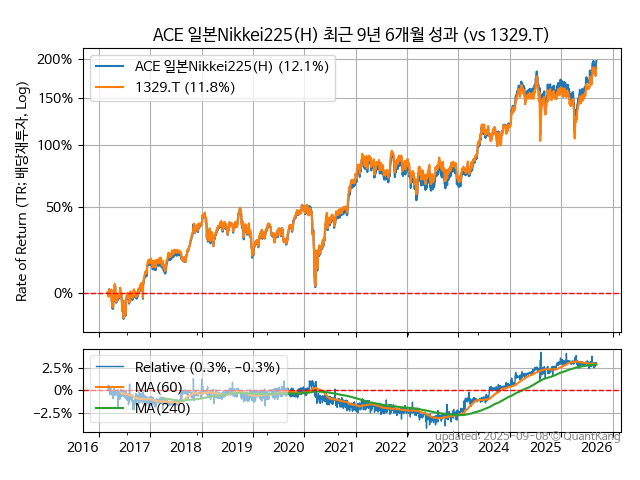 ACE 일본Nikkei225(H) 최근 9년 6개월 성과 (vs 1329.T)
Rate of Return (TR: 배당재투자, Log)
200%
150%
100%
50%
0%
ACE 일본Nikkei225(H) (12.1%)
1329.T (11.8%)
2.5%
0%
−2.5%
Relative (0.3%, -0.3%)
MA(60)
MA(240)
2016 2017 2018 2019 2020 2021 2022 2023 2024 2025 2026
updated: 2025-09-08 © QuantKang